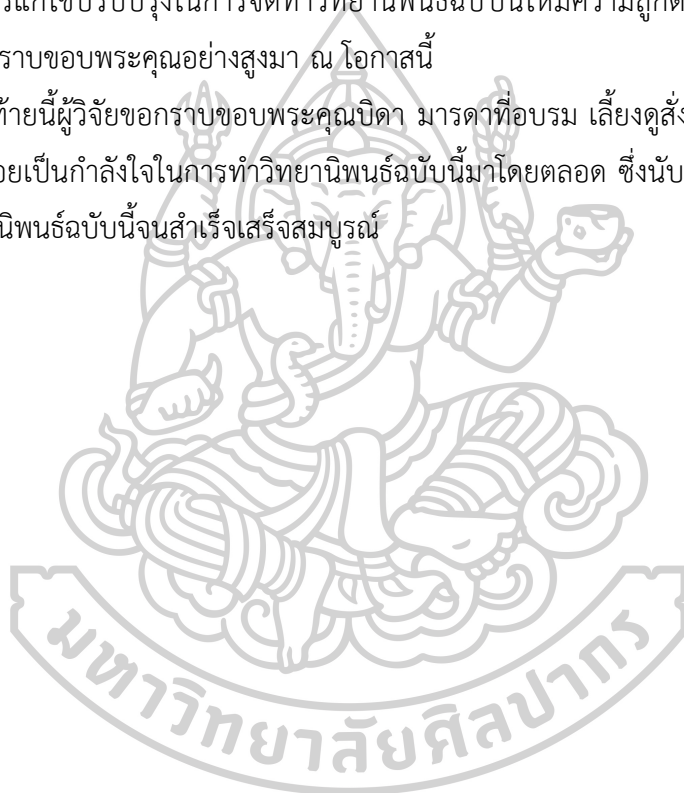 ราบขอบพระคุณอย่างสูงมา ณ โอกาสนี้
ท้ายนี้ผู้วิจัยขอกราบขอบพระคุณบิดา มารดาที่อบรม เลี้ยงดูสั่ง
อยเป็นกำลังใจในการทำวิทยานิพนธ์ฉบับนี้มาโดยตลอด ซึ่งนับ
นิพนธ์ฉบับนี้จนสำเร็จเสร็จสมบูรณ์
มหาวิทยาลัยศิลปากร